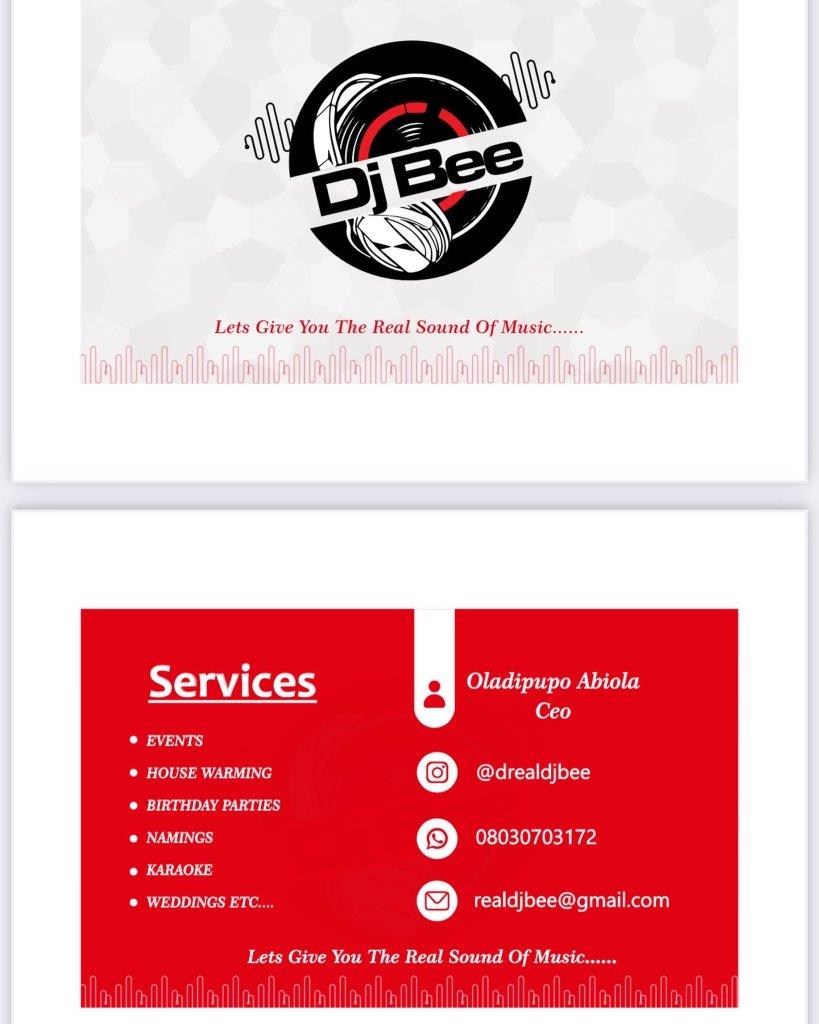 Dj Bee
Lets Give You The Real Sound Of Music......
Services
EVENTS
HOUSE WARMING
BIRTHDAY PARTIES
NAMINGS
KARAOKE
WEDDINGS ETC....
Oladipupo Abiola
Ceo
@drealdjbee
08030703172
realdjbee@gmail.com
Lets Give You The Real Sound Of Music......